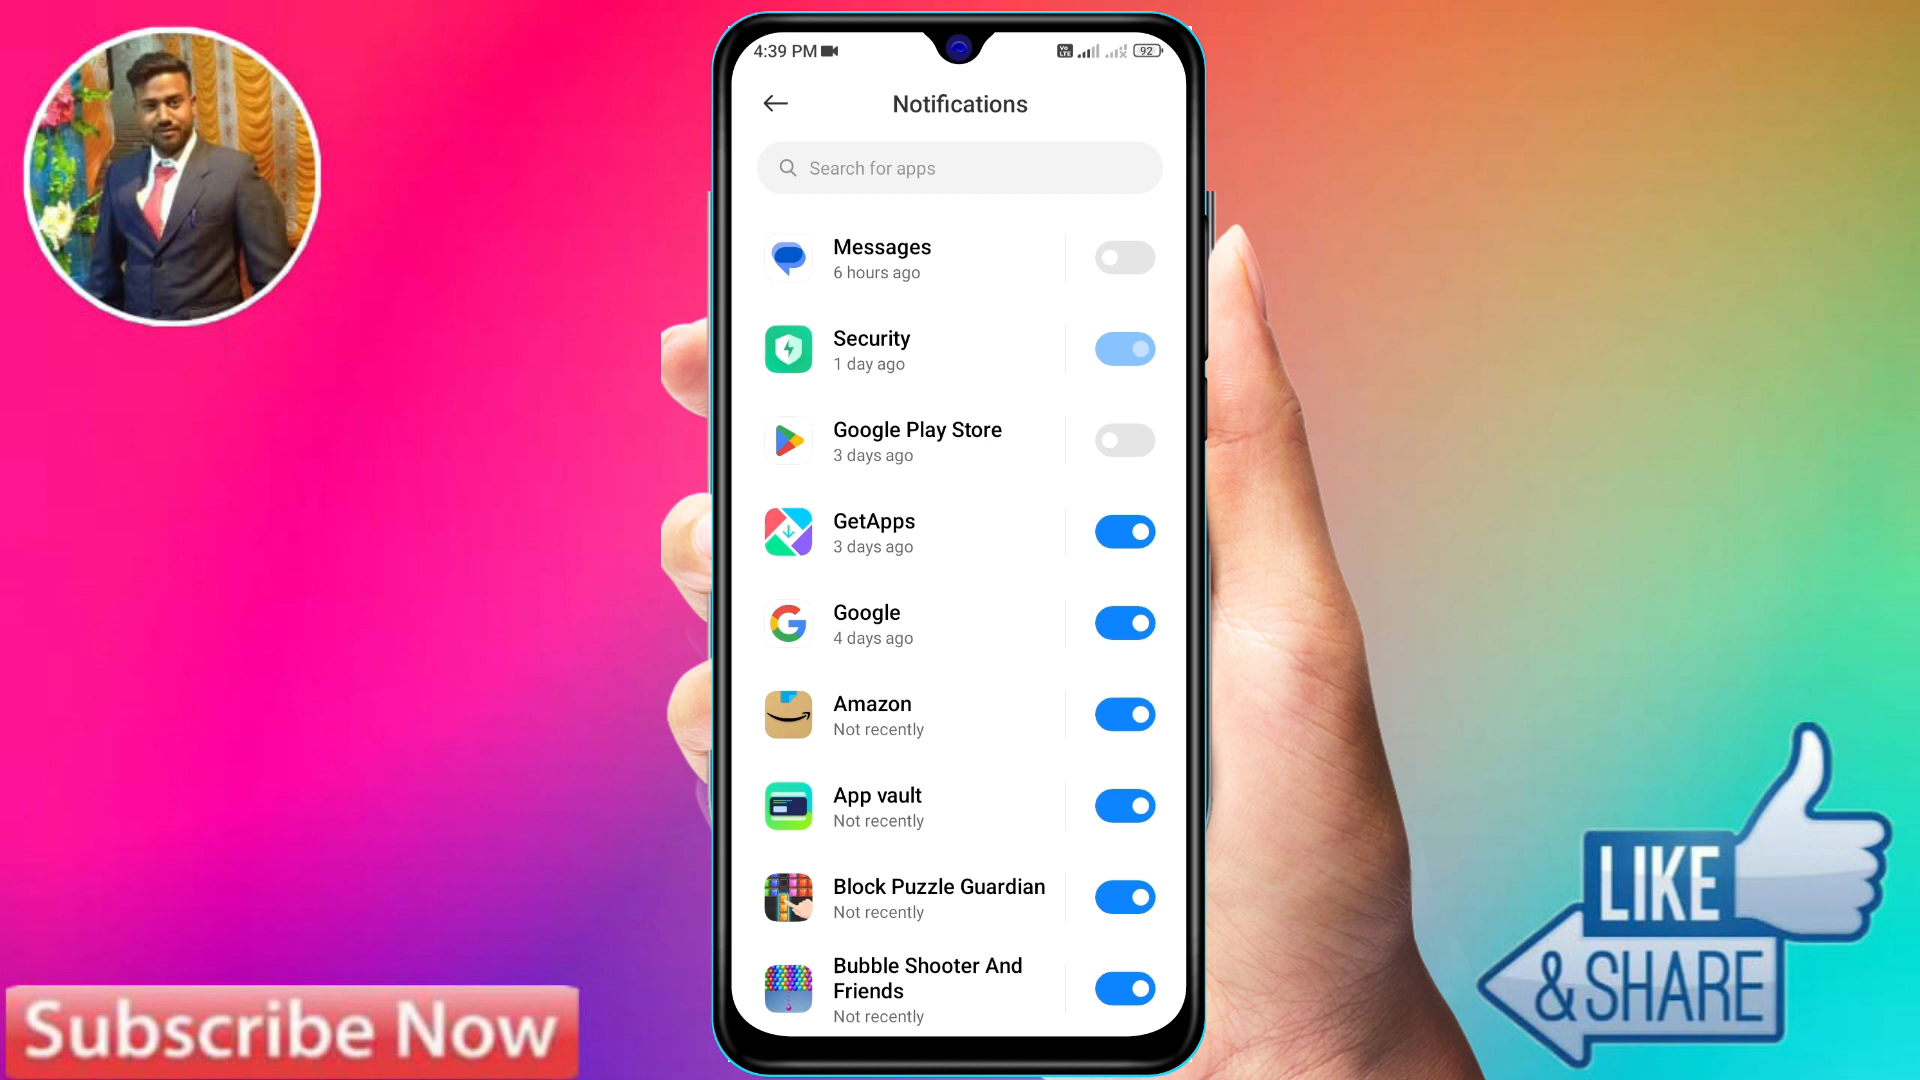 4:39 PM
Vo LTE
92
Notifications
Search for apps
Messages
6 hours ago
Security
1 day ago
Google Play Store
3 days ago
GetApps
3 days ago
Google
4 days ago
Amazon
Not recently
App vault
Not recently
Block Puzzle Guardian
Not recently
Bubble Shooter And
Friends
Not recently
Subscribe Now
LIKE
&SHARE